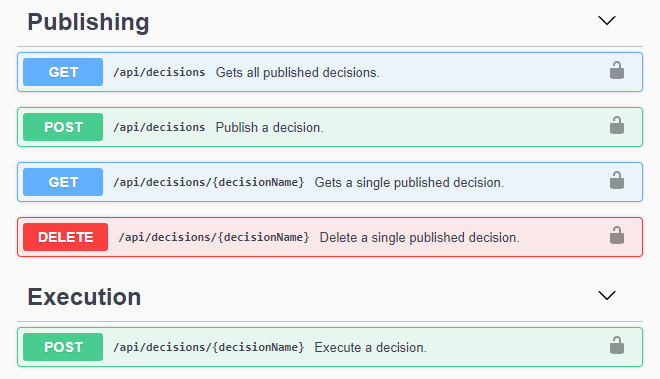 Publishing
GET /api/decisions Gets all published decisions.
POST /api/decisions Publish a decision.
GET /api/decisions/{decisionName} Gets a single published decision.
DELETE /api/decisions/{decisionName} Delete a single published decision.
Execution
POST /api/decisions/{decisionName} Execute a decision.